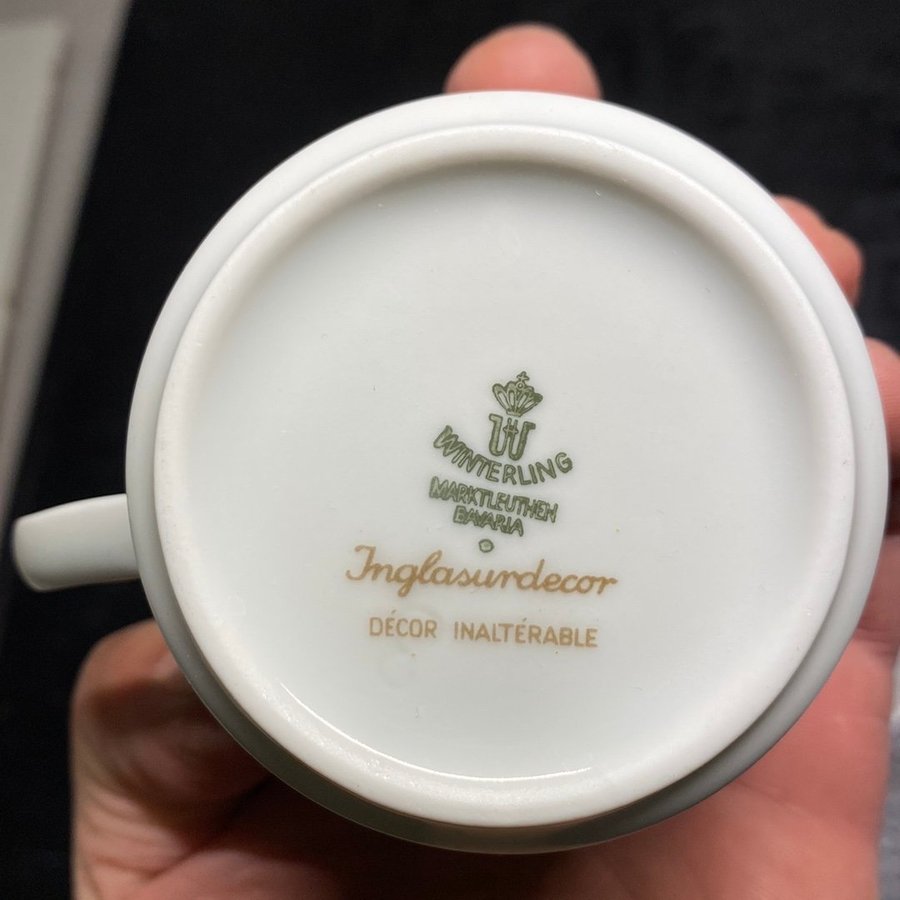 W
WINTERLING
MARKTLEUTHEN
BAVARIA
Inglasurdecor
DÉCOR INALTÉRABLE